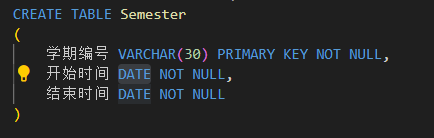 CREATE TABLE Semester
(
学期编号 VARCHAR(30) PRIMARY KEY NOT NULL,
开始时间 DATE NOT NULL,
结束时间 DATE NOT NULL
)